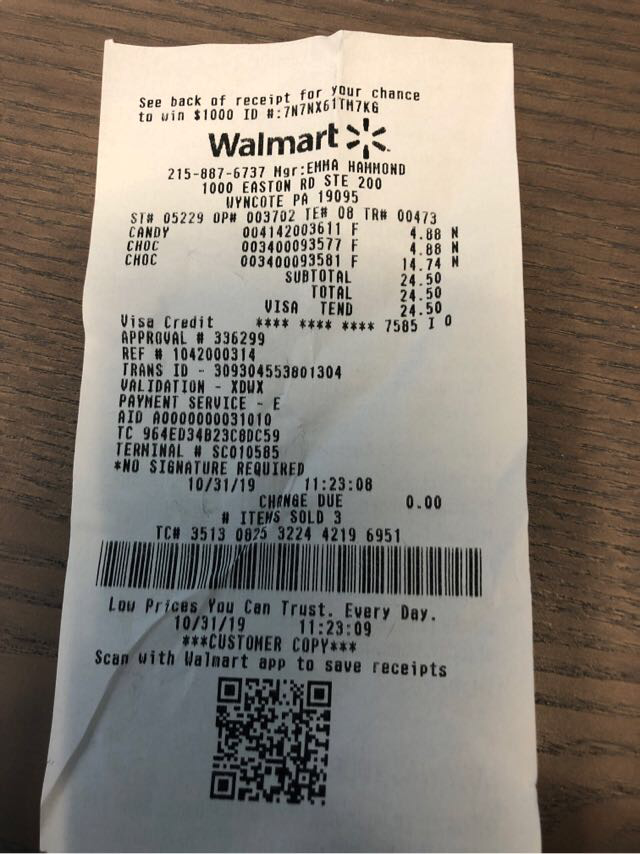 See back of receipt for your chance
to win $1000 ID #:7N7NX61TM7KG
Walmart
215-887-6737 Mgr:EMMA HAMMOND
1000 EASTON RD STE 200
WYNCOTE PA 19095
ST# 05229 OP# 003702 TE# 08 TR# 00473
CANDY 004142003611 F 4.88 N
CHOC 003400093577 F 4.88 N
CHOC 003400093581 F 14.74 N
SUBTOTAL 24.50
TOTAL 24.50
VISA TEND 24.50
Visa Credit **** **** **** 7585 I 0
APPROVAL # 336299
REF # 1042000314
TRANS ID - 309304553801304
VALIDATION - XDWX
PAYMENT SERVICE - E
AID A0000000031010
TC 964ED34B23C8DC59
TERMINAL # SC010585
*NO SIGNATURE REQUIRED
10/31/19 11:23:08
CHANGE DUE 0.00
# ITEMS SOLD 3
TC# 3513 0825 3224 4219 6951
Low Prices You Can Trust. Every Day.
10/31/19 11:23:09
***CUSTOMER COPY***
Scan with Walmart app to save receipts